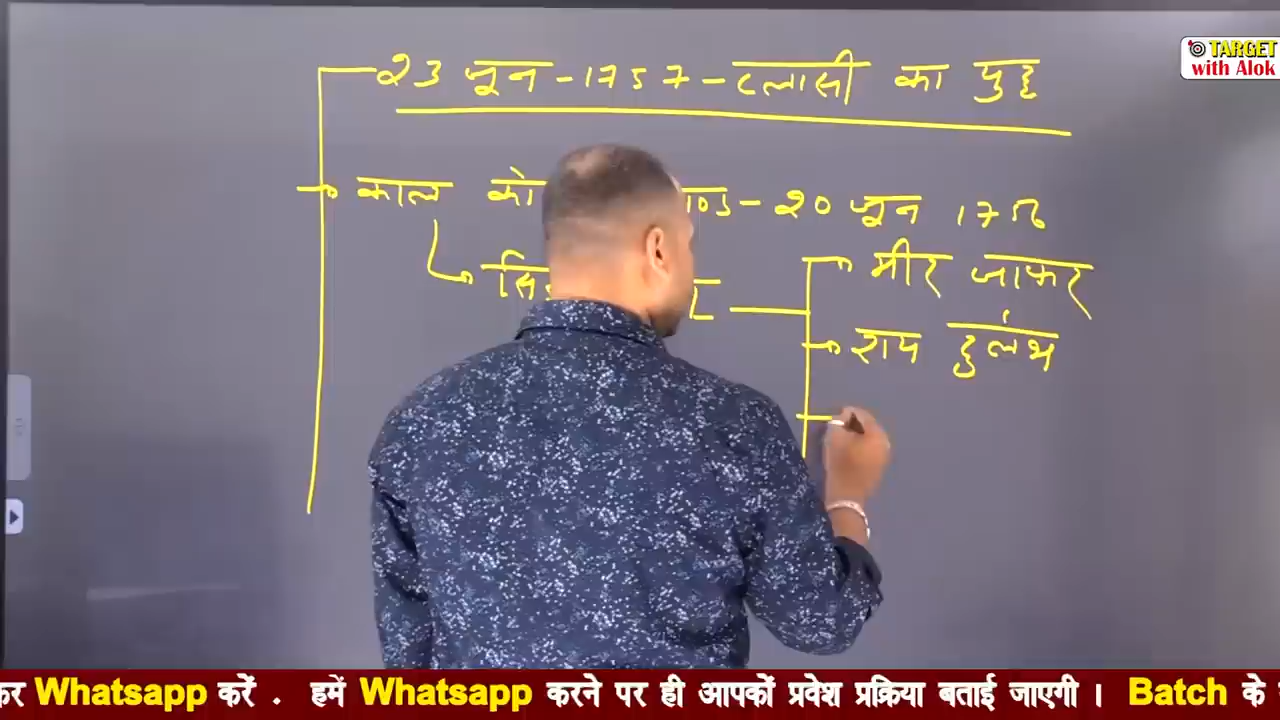 TARGET
with Alok
23 जून - 1757 - प्लासी का युद्ध
काल को - 20 जून 1756
मीर जाफर
राय दुर्लभ
कर Whatsapp करें . हमें Whatsapp करने पर ही आपकों प्रवेश प्रक्रिया बताई जाएगी । Batch के